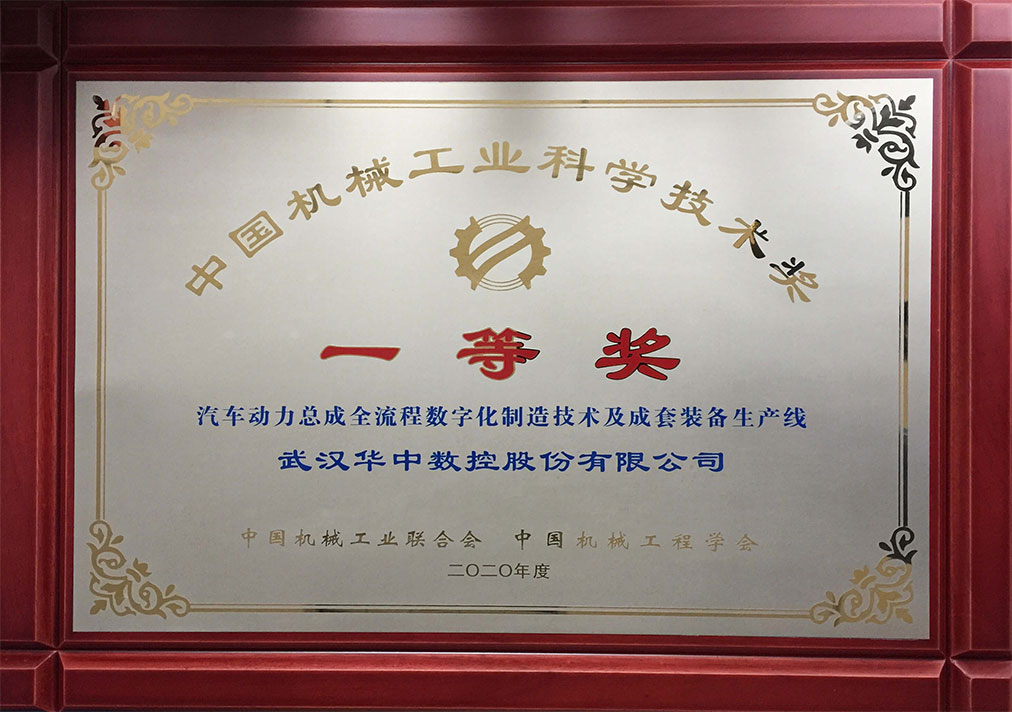 中国机械工业科学技术奖
一等奖
汽车动力总成全流程数字化制造技术及成套装备生产线
武汉华中数控股份有限公司
中国机械工业联合会 中国机械工程学会
二〇二〇年度